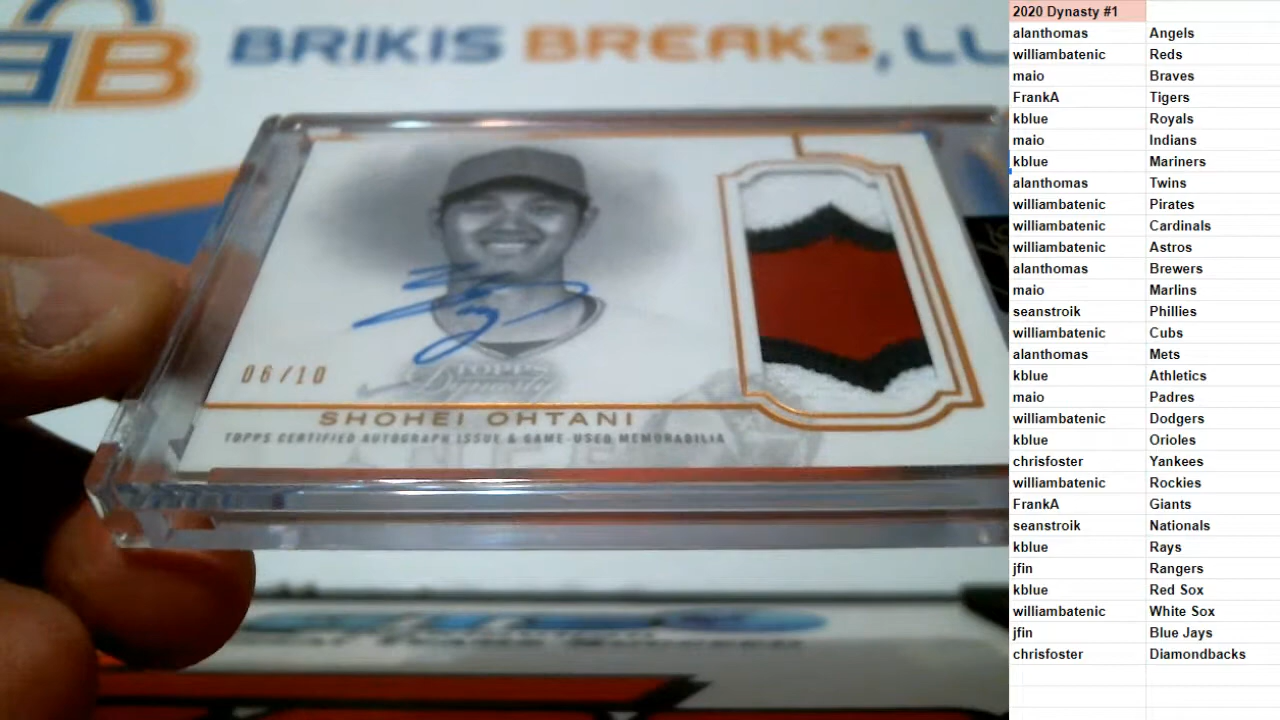 BRIKIS BREAKS, LL
B
06/10
TOPPS
Dynasty
SHOHEI OHTANI
TOPPS CERTIFIED AUTOGRAPH ISSUE & GAME-USED MEMORABILIA
2020 Dynasty #1
alanthomas Angels
williambatenic Reds
maio Braves
FrankA Tigers
kblue Royals
maio Indians
kblue Mariners
alanthomas Twins
williambatenic Pirates
williambatenic Cardinals
williambatenic Astros
alanthomas Brewers
maio Marlins
seanstroik Phillies
williambatenic Cubs
alanthomas Mets
kblue Athletics
maio Padres
williambatenic Dodgers
kblue Orioles
chrisfoster Yankees
williambatenic Rockies
FrankA Giants
seanstroik Nationals
kblue Rays
jfin Rangers
kblue Red Sox
williambatenic White Sox
jfin Blue Jays
chrisfoster Diamondbacks